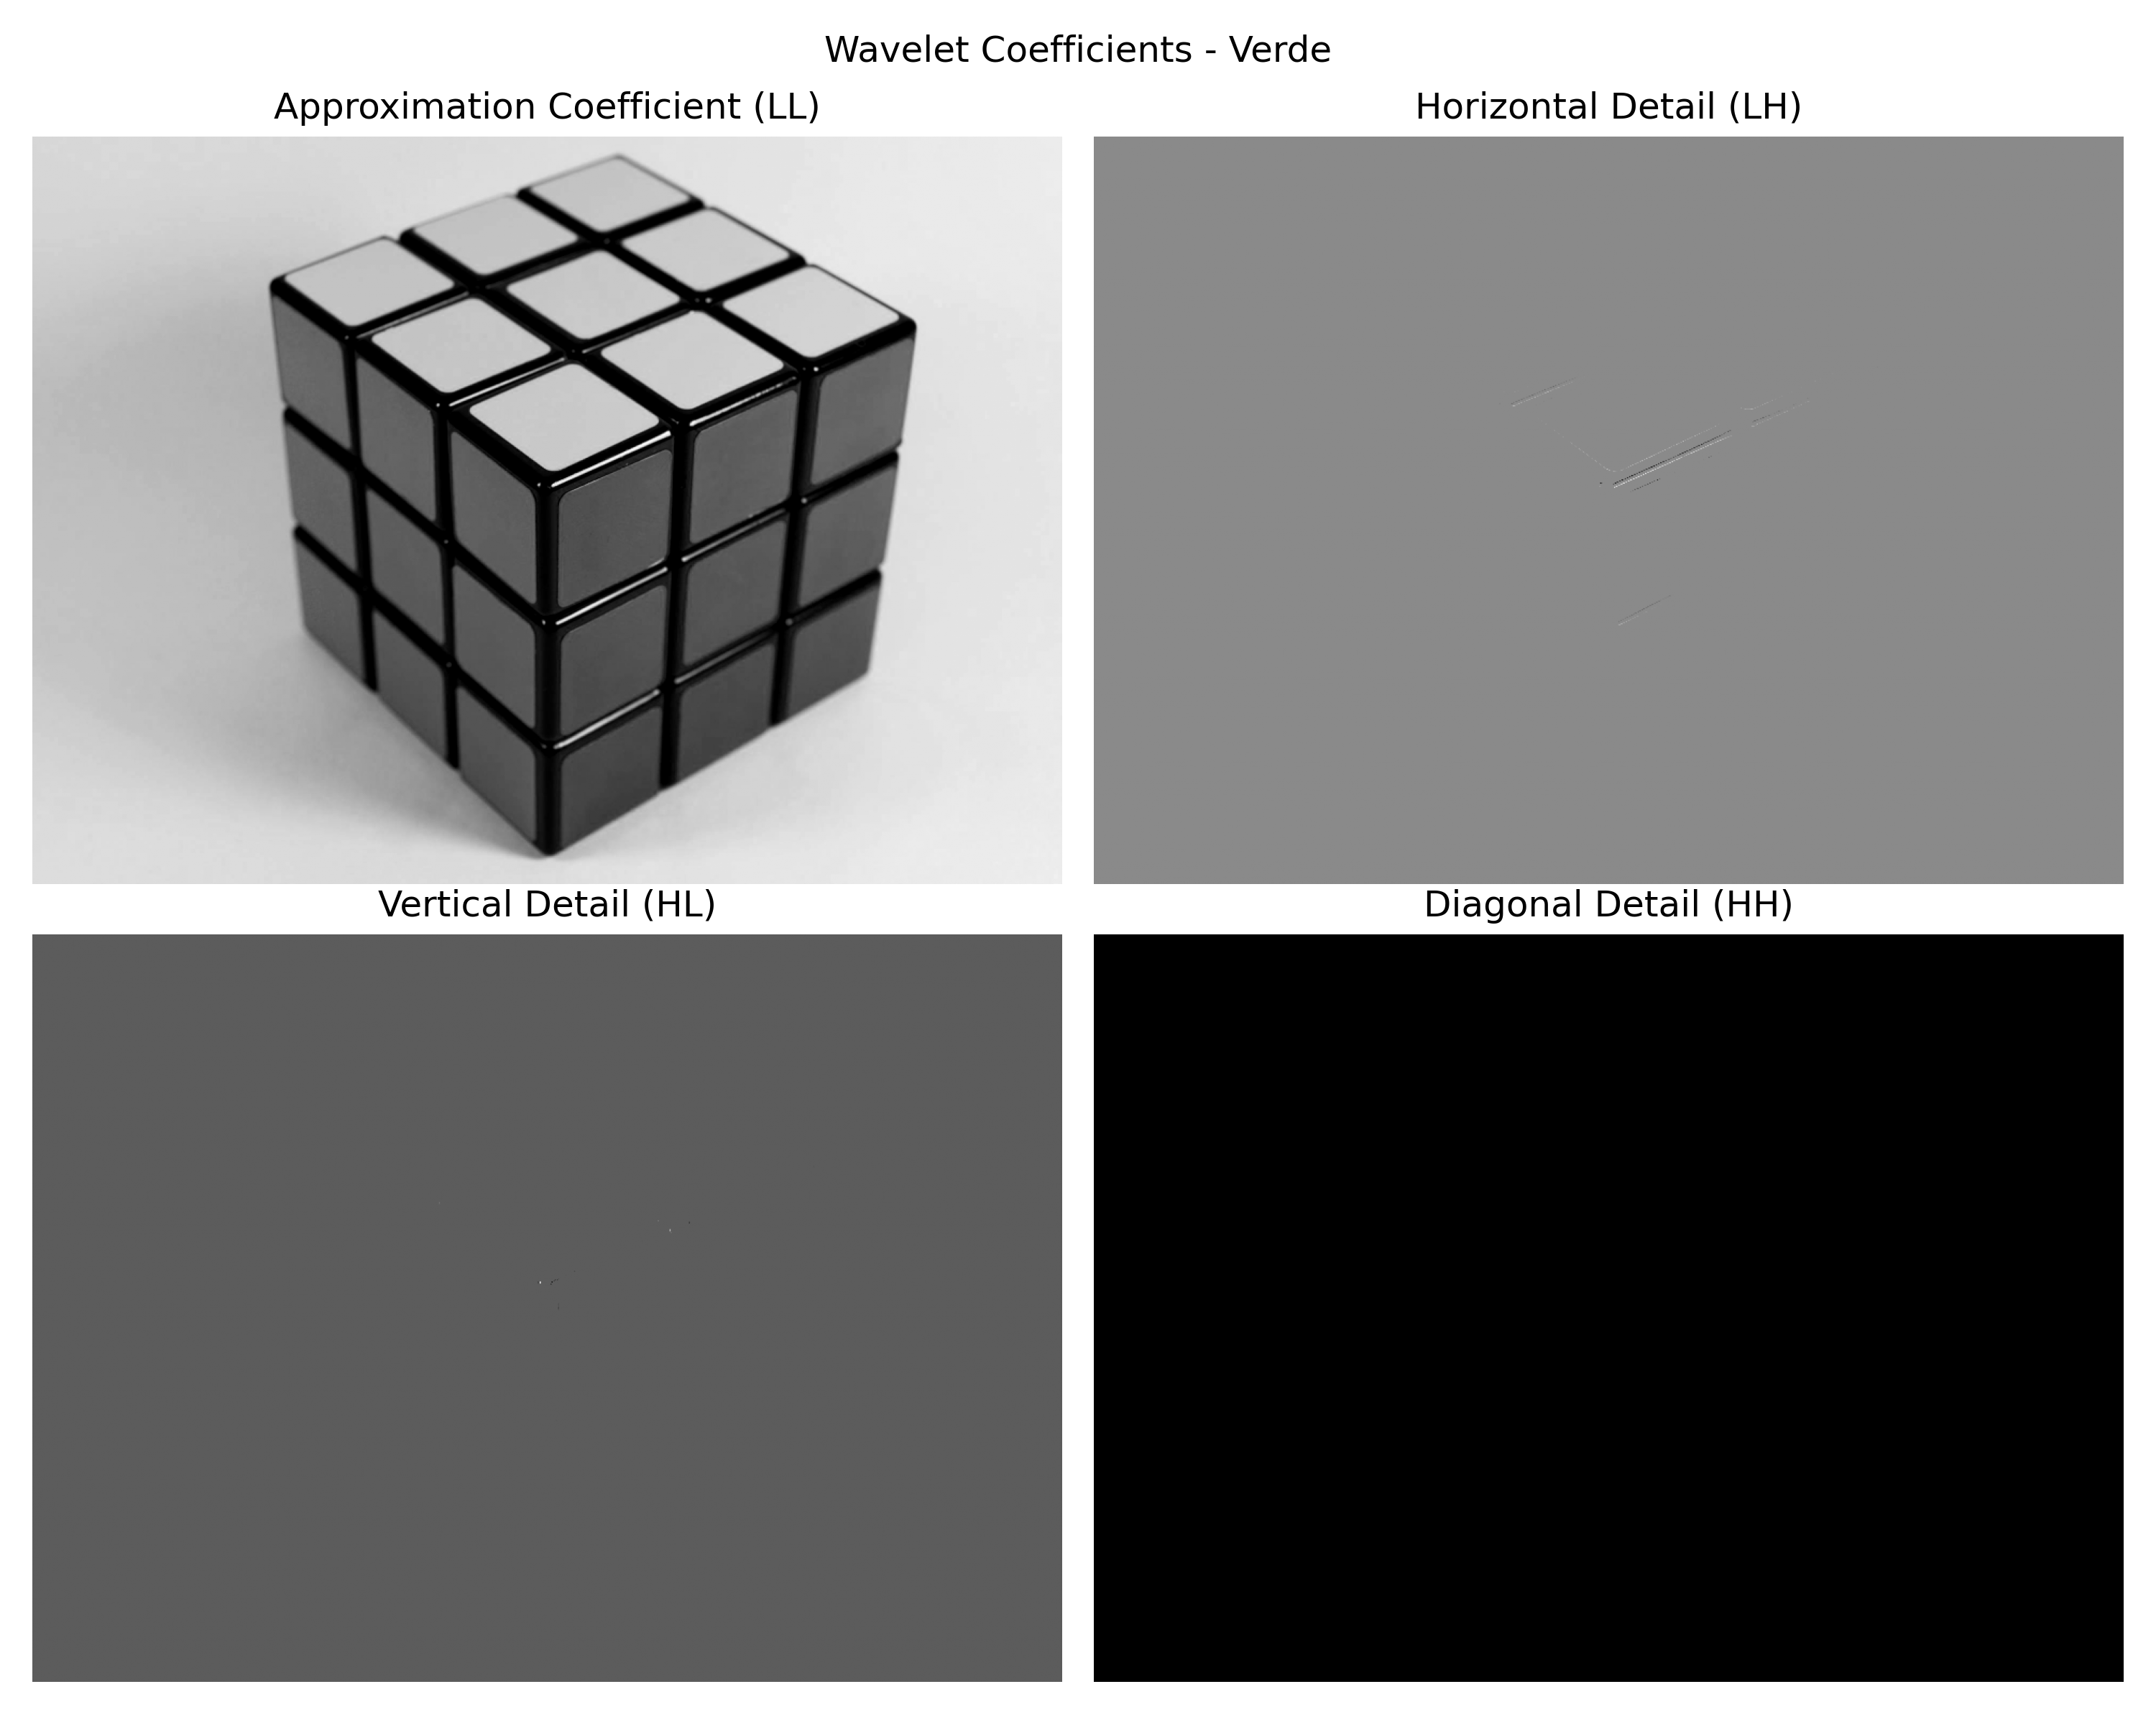 Wavelet Coefficients - Verde
Approximation Coefficient (LL)
Horizontal Detail (LH)
Vertical Detail (HL)
Diagonal Detail (HH)